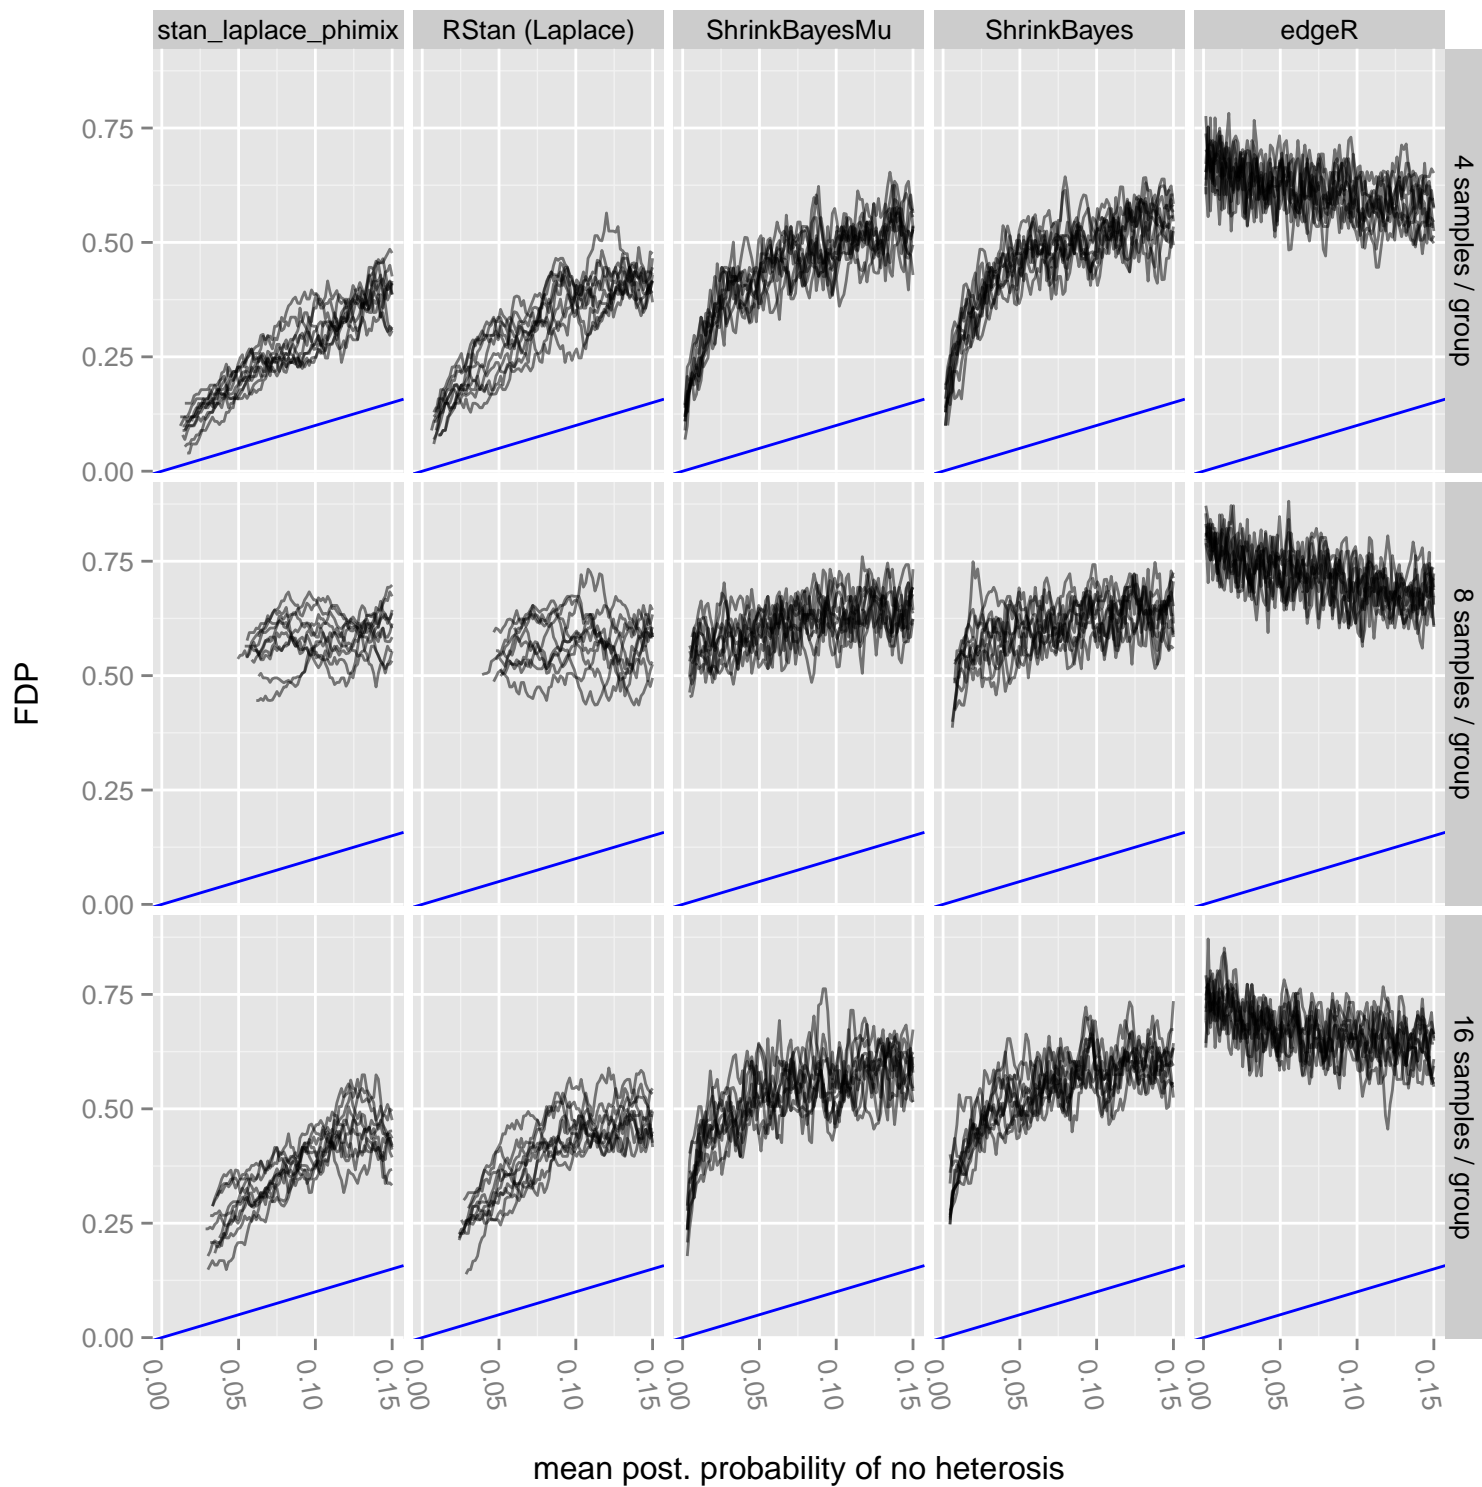 stan_laplace_phimix RStan (Laplace) ShrinkBayesMu ShrinkBayes edgeR
0.75
0.50
0.25
0.00
4 samples / group
0.75
0.50
0.25
0.00
8 samples / group
0.75
0.50
0.25
0.00
16 samples / group
FDP
0.00 0.05 0.10 0.15 0.00 0.05 0.10 0.15 0.00 0.05 0.10 0.15 0.00 0.05 0.10 0.15 0.00 0.05 0.10 0.15
mean post. probability of no heterosis